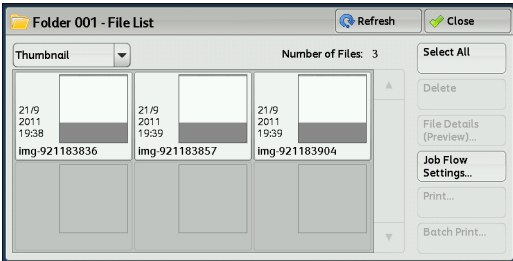 Folder 001 - File List
Refresh
Close
Thumbnail
Number of Files: 3
Select All
21/9
2011
19:38
img-921183836
21/9
2011
19:39
img-921183857
21/9
2011
19:39
img-921183904
Delete
File Details
(Preview)...
Job Flow
Settings...
Print...
Batch Print...